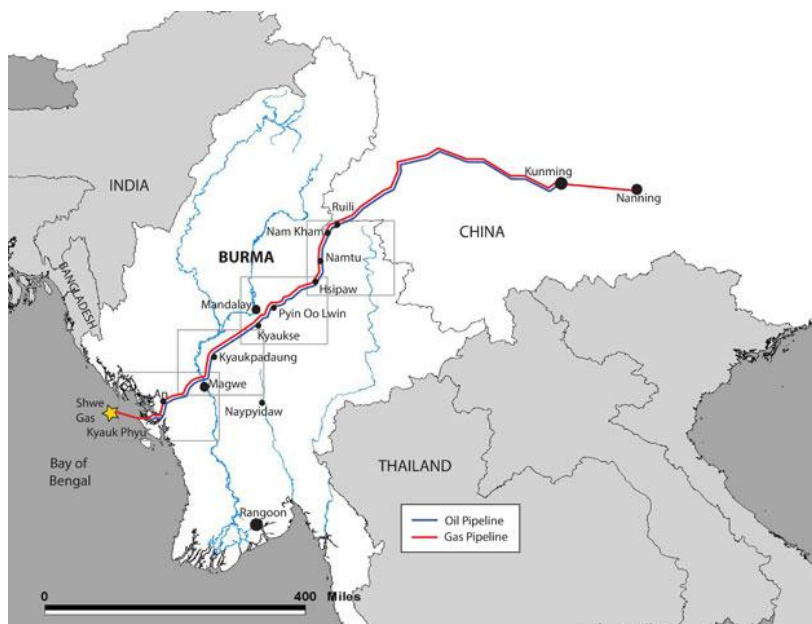 INDIA
BANGLADESH
BURMA
CHINA
Kunming
Nanning
Ruili
Nam Kham
Namtu
Hsipaw
Mandalay
Pyin Oo Lwin
Kyaukse
Kyaukpadaung
Magwe
An
Shwe
Gas
Kyauk Phyu
Naypyidaw
Bay of
Bengal
THAILAND
Rangoon
Oil Pipeline
Gas Pipeline
0
400 Miles